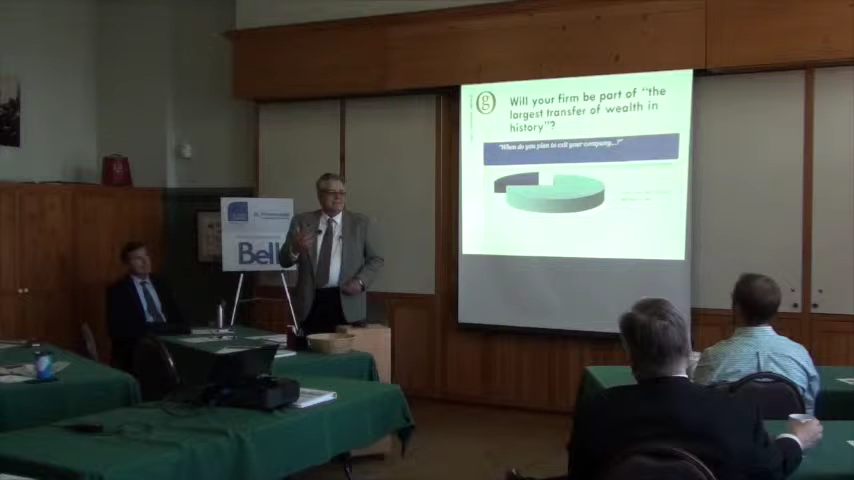 g
Will your firm be part of "the
largest transfer of wealth in
history"?
"When do you plan to exit your company...?"
Bell